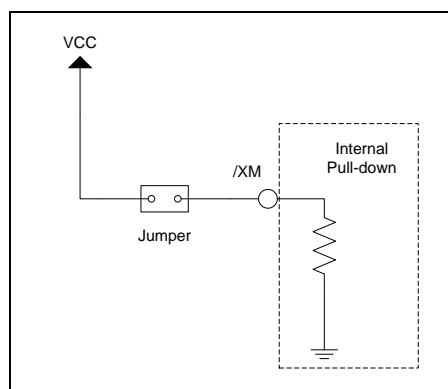 VCC
Internal
Pull-down
/XM
Jumper